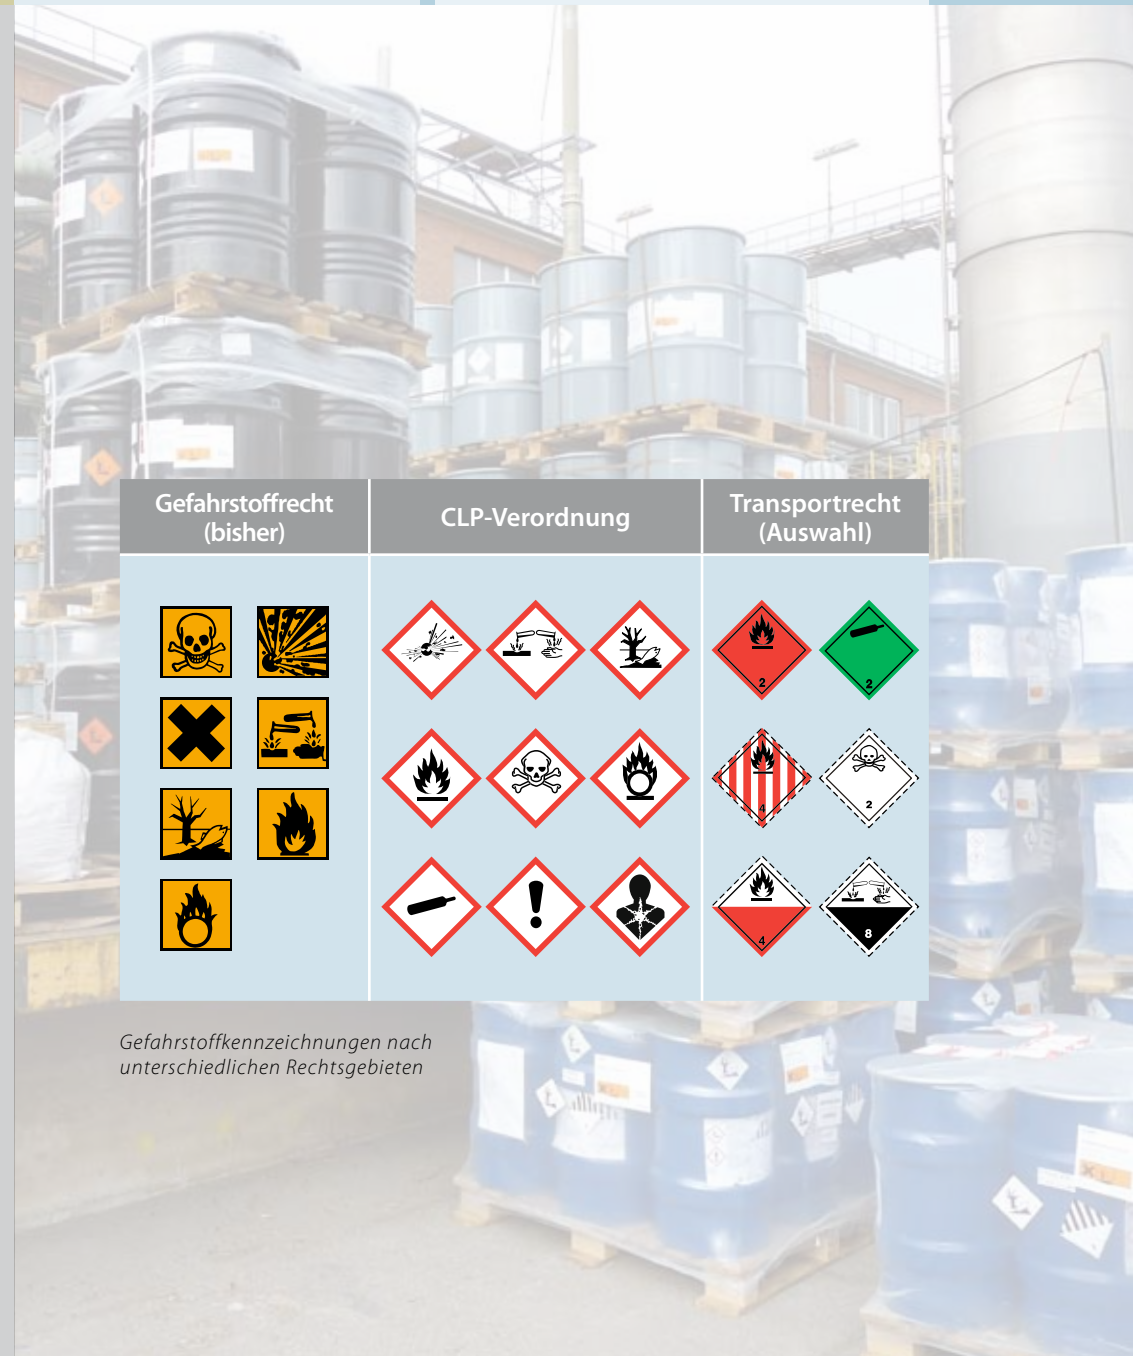 Gefahrstoffrecht
(bisher)
CLP-Verordnung
Transportrecht
(Auswahl)
2
2
4
2
4
8
Gefahrstoffkennzeichnungen nach
unterschiedlichen Rechtsgebieten